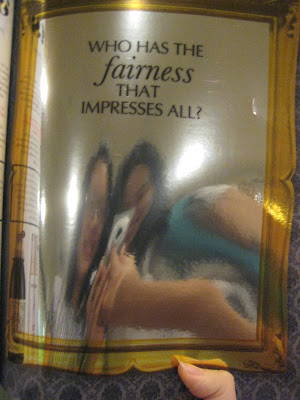 WHO HAS THE
fairness
THAT
IMPRESSES ALL?